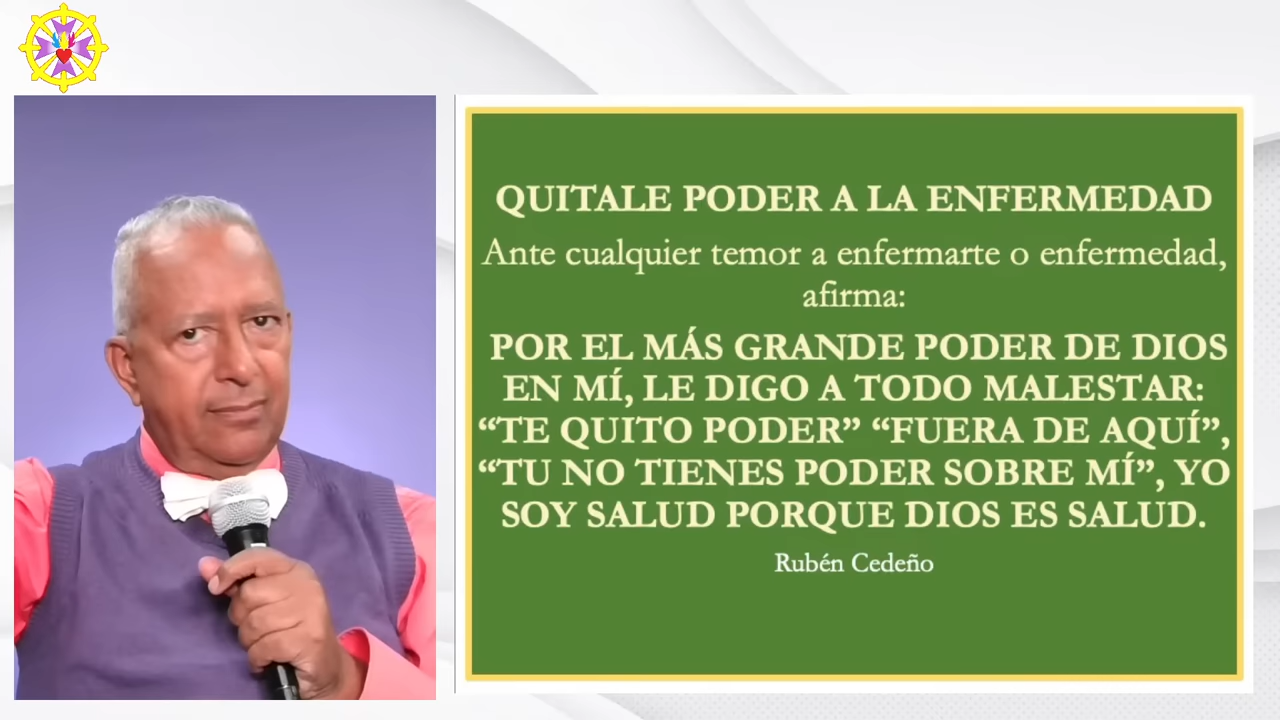 QUITALE PODER A LA ENFERMEDAD
Ante cualquier temor a enfermarte o enfermedad,
afirma:
POR EL MÁS GRANDE PODER DE DIOS
EN MÍ, LE DIGO A TODO MALESTAR:
“TE QUITO PODER” “FUERA DE AQUÍ”,
“TU NO TIENES PODER SOBRE MÍ”, YO
SOY SALUD PORQUE DIOS ES SALUD.
Rubén Cedeño